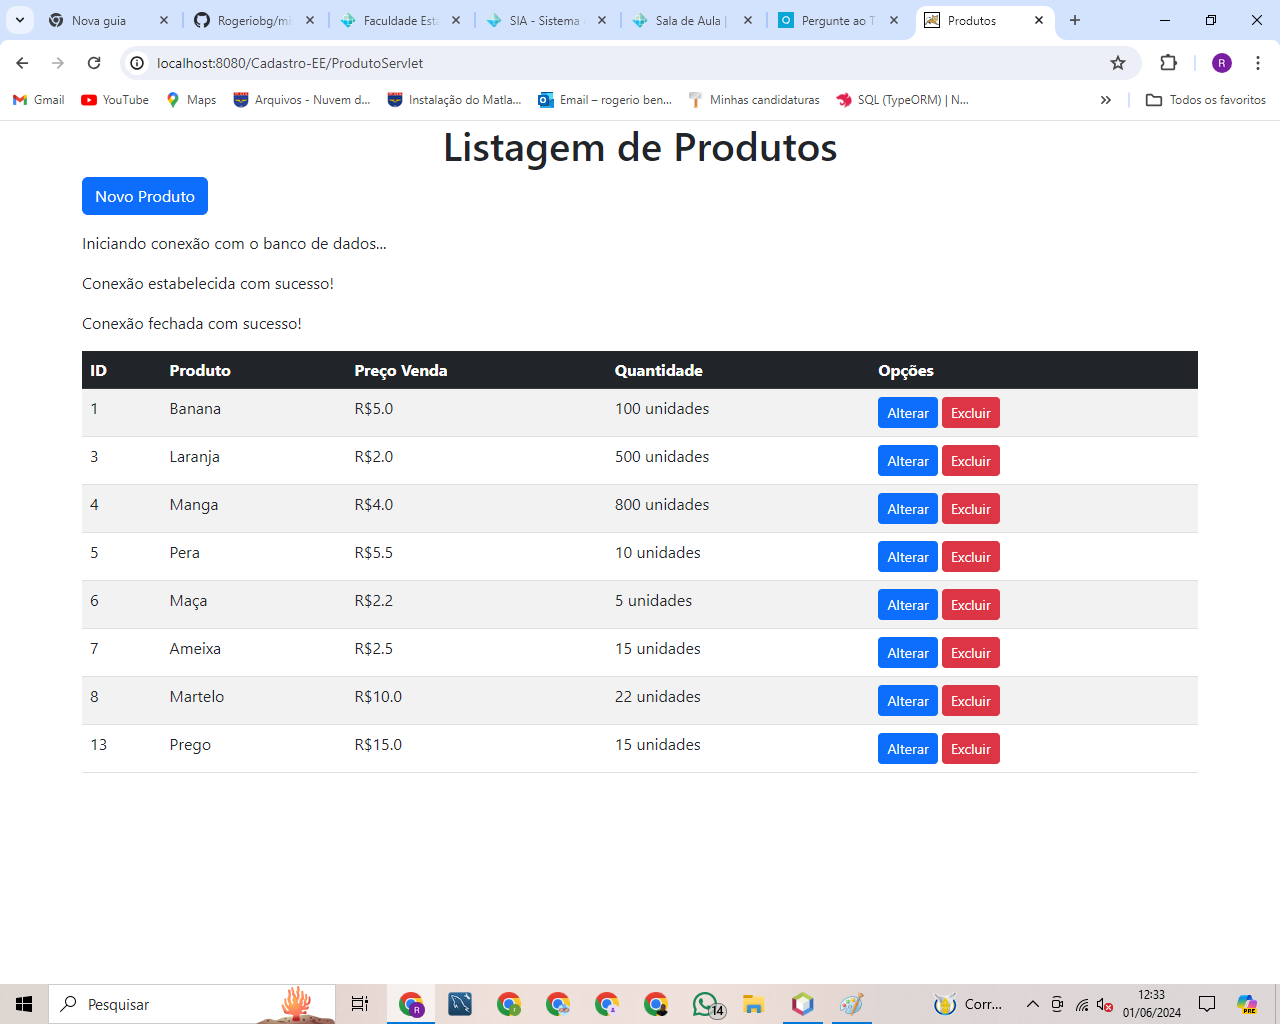 Nova guia
Rogeriobg/mi
Faculdade Est
SIA - Sistema
Sala de Aula |
Pergunte ao T
Produtos
localhost:8080/Cadastro-EE/ProdutoServlet
R
Gmail
YouTube
Maps
Arquivos - Nuvem d...
Instalação do Matla...
Email – rogerio ben...
Minhas candidaturas
SQL (TypeORM) | N...
Todos os favoritos
Listagem de Produtos
Novo Produto
Iniciando conexão com o banco de dados...
Conexão estabelecida com sucesso!
Conexão fechada com sucesso!
ID Produto Preço Venda Quantidade Opções
1 Banana R$5.0 100 unidades Alterar Excluir
3 Laranja R$2.0 500 unidades Alterar Excluir
4 Manga R$4.0 800 unidades Alterar Excluir
5 Pera R$5.5 10 unidades Alterar Excluir
6 Maça R$2.2 5 unidades Alterar Excluir
7 Ameixa R$2.5 15 unidades Alterar Excluir
8 Martelo R$10.0 22 unidades Alterar Excluir
13 Prego R$15.0 15 unidades Alterar Excluir
Pesquisar
R
14
Corr...
12:33
01/06/2024
PRE